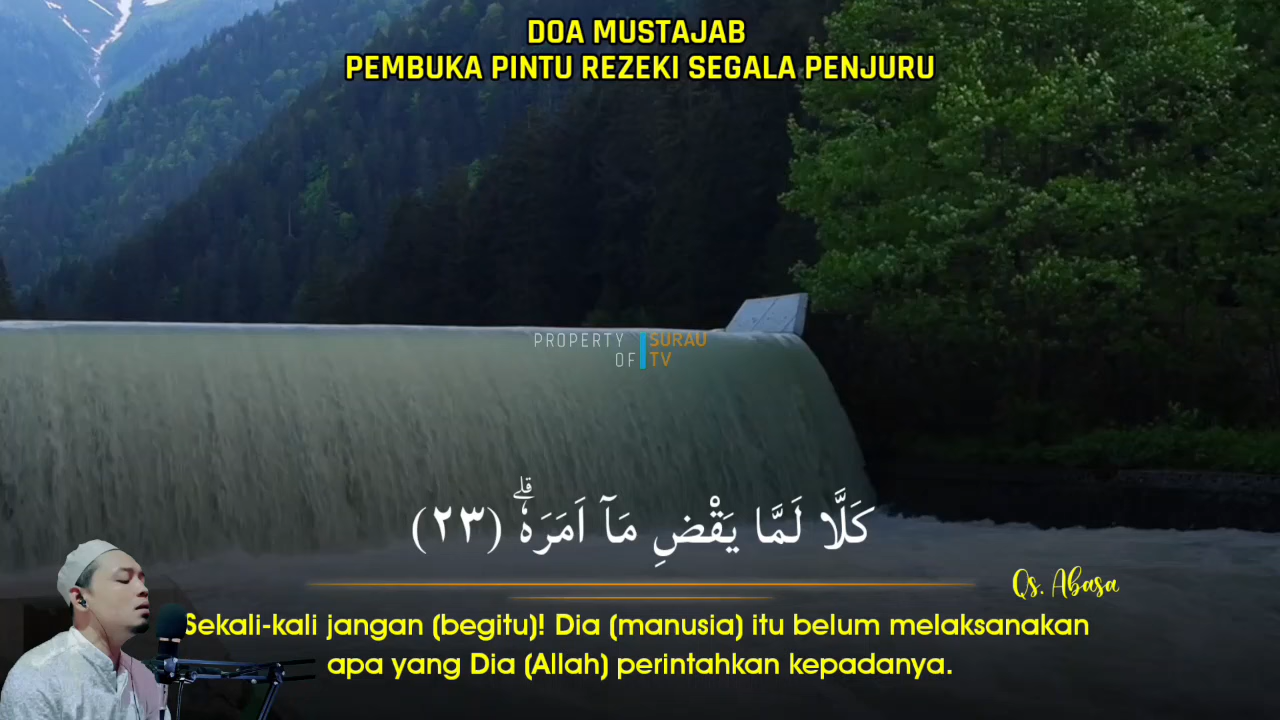 DOA MUSTAJAB
PEMBUKA PINTU REZEKI SEGALA PENJURU
PROPERTY OF SURAU TV
كَلَّا لَمَّا يَقْضِ مَآ اَمَرَهٗۗ (٢٣)
Qs. Abasa
Sekali-kali jangan (begitu)! Dia (manusia) itu belum melaksanakan
apa yang Dia (Allah) perintahkan kepadanya.